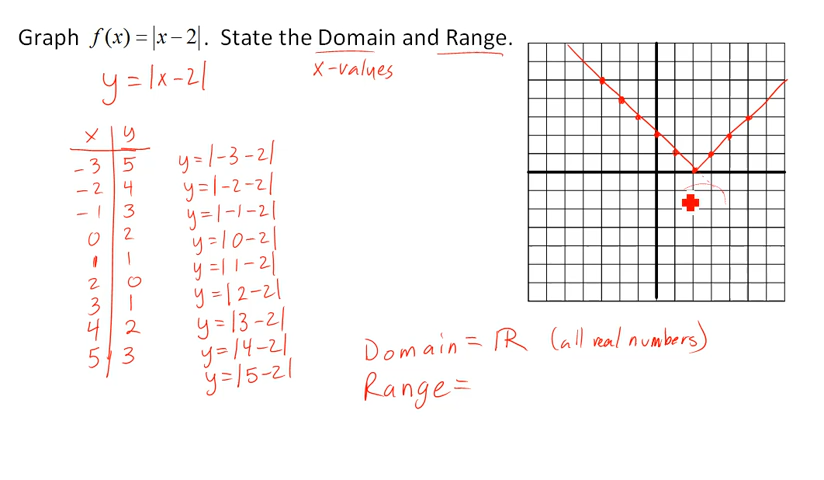 Graph f(x) = |x − 2|. State the Domain and Range.
y = |x-2|
x-values
x y
-3 5 y = |-3-2|
-2 4 y = |-2-2|
-1 3 y = |-1-2|
0 2 y = |0-2|
1 1 y = |1-2|
2 0 y = |2-2|
3 1 y = |3-2|
4 2 y = |4-2|
5 3 y = |5-2|
Domain = ℝ (all real numbers)
Range =